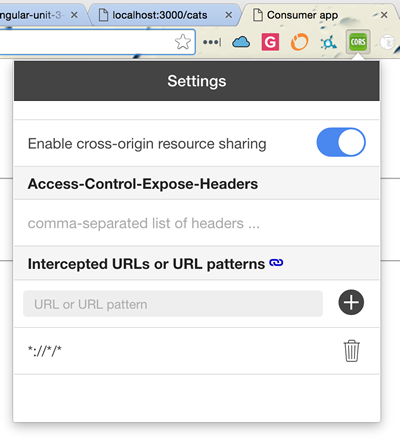 ngular-unit-3
localhost:3000/cats
Consumer app
G
CORS
Settings
Enable cross-origin resource sharing
Access-Control-Expose-Headers
comma-separated list of headers ...
Intercepted URLs or URL patterns
URL or URL pattern
*://*/*